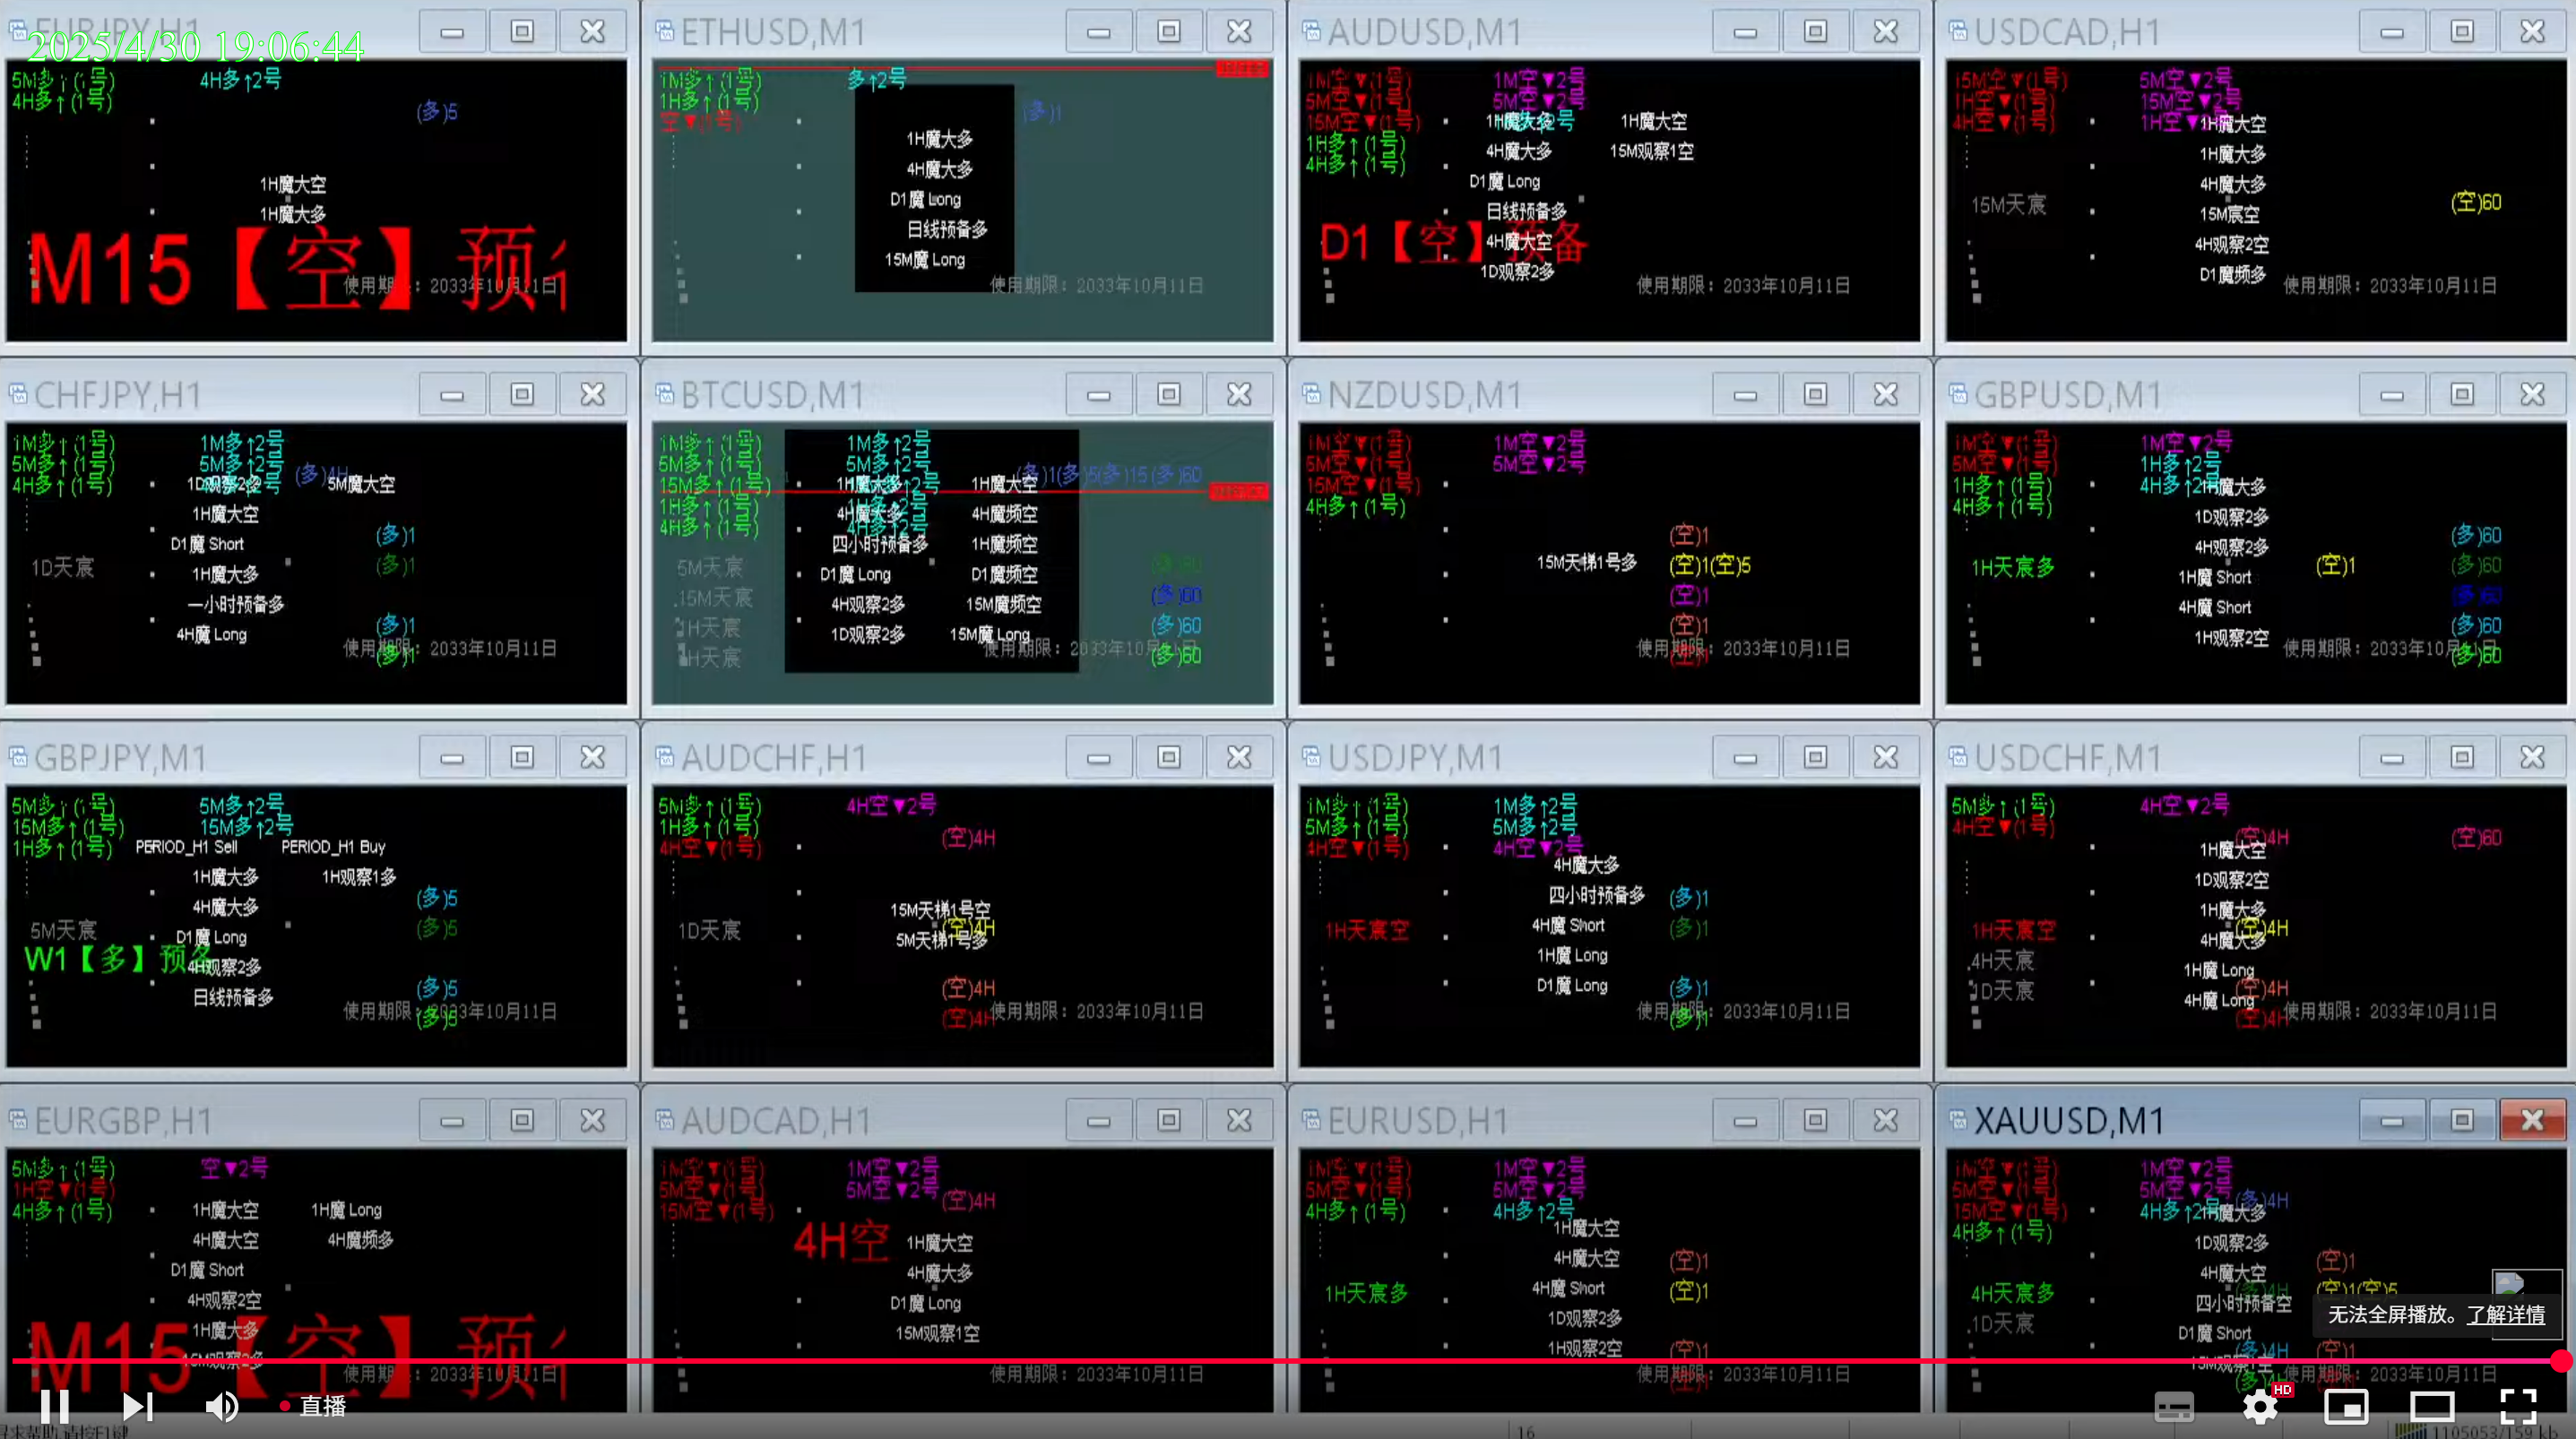 EURJPY,H1
2025/4/30 19:06:44
5M多↑(1号) 4H多↑2号
4H多↑(1号)
(多)5
1H魔大空
1H魔大多
M15【空】预
使用期限：2033年10月11日
ETHUSD,M1
1M多↑(1号) 多↑2号
1H多↑(1号)
空▼(1号)
(多)1
1H魔大多
4H魔大多
D1魔 Long
日线预备多
15M魔 Long
使用期限：2033年10月11日
AUDUSD,M1
1M空▼(1号) 1M空▼2号
5M空▼(1号) 5M空▼2号
15M空▼(1号) 1H魔大多 1H魔大空
1H多↑(1号)
4H多↑(1号) 4H魔大多 15M观察1空
D1魔 Long
日线预备多
D1【空】预备 4H魔大空
1D观察2多
使用期限：2033年10月11日
USDCAD,H1
15M空▼(1号) 5M空▼2号
1H空▼(1号) 15M空▼2号
4H空▼(1号) 1H空▼2号 1H魔大空
1H魔大多
4H魔大多
15M天宸 15M宸空 (空)60
4H观察2空
D1魔频多
使用期限：2033年10月11日
CHFJPY,H1
1M多↑(1号) 1M多↑2号
5M多↑(1号) 5M多↑2号
4H多↑(1号) 1D观察2多 (多)4H 5M魔大空
1H魔大空
(多)1
D1魔 Short
1D天宸 (多)1
1H魔大多
一小时预备多
(多)1
4H魔 Long
(多)1
使用期限：2033年10月11日
BTCUSD,M1
1M多↑(1号) 1M多↑2号
5M多↑(1号) 5M多↑2号
(多)1(多)5(多)15(多)60
15M多↑(1号) 1H魔大多 1H魔大空
1H多↑(1号) 4H魔大多 4H魔频空
4H多↑(1号) 4H多↑2号
四小时预备多 1H魔频空
5M天宸 (多)60
D1魔 Long D1魔频空
15M天宸 (多)60
4H观察2多 15M魔频空
1H天宸 (多)60
1D观察2多 15M魔 Long
H天宸 (多)60
使用期限：2033年10月11日
NZDUSD,M1
1M空▼(1号) 1M空▼2号
5M空▼(1号) 5M空▼2号
15M空▼(1号)
4H多↑(1号)
(空)1
15M天梯1号多 (空)1(空)5
(空)1
(空)1
使用期限：2033年10月11日
GBPUSD,M1
1M空▼(1号) 1M空▼2号
5M空▼(1号) 1H多↑2号
1H多↑(1号) 4H多↑2号 1H魔大多
4H多↑(1号)
1D观察2多
4H观察2多 (多)60
1H天宸多 (空)1 (多)60
1H魔 Short
(多)60
4H魔 Short
1H观察2空 (多)60
(多)60
使用期限：2033年10月11日
GBPJPY,M1
5M多↑(1号) 5M多↑2号
15M多↑(1号) 15M多↑2号
1H多↑(1号) PERIOD_H1 Sell PERIOD_H1 Buy
1H魔大多 1H观察1多
4H魔大多 (多)5
5M天宸 D1魔 Long (多)5
W1【多】预备 4H观察2多
(多)5
日线预备多
(多)5
使用期限：2033年10月11日
AUDCHF,H1
5M多↑(1号) 4H空▼2号
1H多↑(1号)
4H空▼(1号) (空)4H
15M天梯1号空
1D天宸 (空)4H
5M天梯1号多
(空)4H
(空)4H
使用期限：2033年10月11日
USDJPY,M1
1M多↑(1号) 1M多↑2号
5M多↑(1号) 5M多↑2号
4H空▼(1号) 4H空▼2号
4H魔大多
四小时预备多 (多)1
1H天宸空 4H魔 Short (多)1
1H魔 Long
D1魔 Long (多)1
(多)1
使用期限：2033年10月11日
USDCHF,M1
5M多↑(1号) 4H空▼2号
4H空▼(1号) (空)4H (空)60
1H魔大空
1D观察2空
1H魔大多
1H天宸空 (空)4H
4H魔大多
4H天宸
1H魔 Long
1D天宸 (空)4H
4H魔 Long
(空)4H
使用期限：2033年10月11日
EURGBP,H1
5M多↑(1号) 空▼2号
1H空▼(1号)
4H多↑(1号) 1H魔大空 1H魔 Long
4H魔大空 4H魔频多
D1魔 Short
4H观察2空
1H魔大多
M15【空】预
使用期限：2033年10月11日
AUDCAD,H1
1M空▼(1号) 1M空▼2号
5M空▼(1号) 5M空▼2号
15M空▼(1号) (空)4H
4H空 1H魔大空
4H魔大多
D1魔 Long
15M观察1空
使用期限：2033年10月11日
EURUSD,H1
1M空▼(1号) 1M空▼2号
5M空▼(1号) 5M空▼2号
4H多↑(1号) 4H多↑2号
1H魔大空
4H魔大空 (空)1
1H天宸多 4H魔 Short (空)1
1D观察2多
1H观察2空 (空)1
使用期限：2033年10月11日
XAUUSD,M1
1M空▼(1号) 1M空▼2号
5M空▼(1号) 5M空▼2号
(多)4H
15M空▼(1号) 4H多↑2号 1H魔大多
4H多↑(1号) 1D观察2多
(空)1
4H魔大空
4H天宸多 (空)1(空)5
四小时预备空
1D天宸
D1魔 Short
(多)4H (空)1
使用期限：2033年10月11日
无法全屏播放。了解详情
直播
HD
16
1105053/159 kb